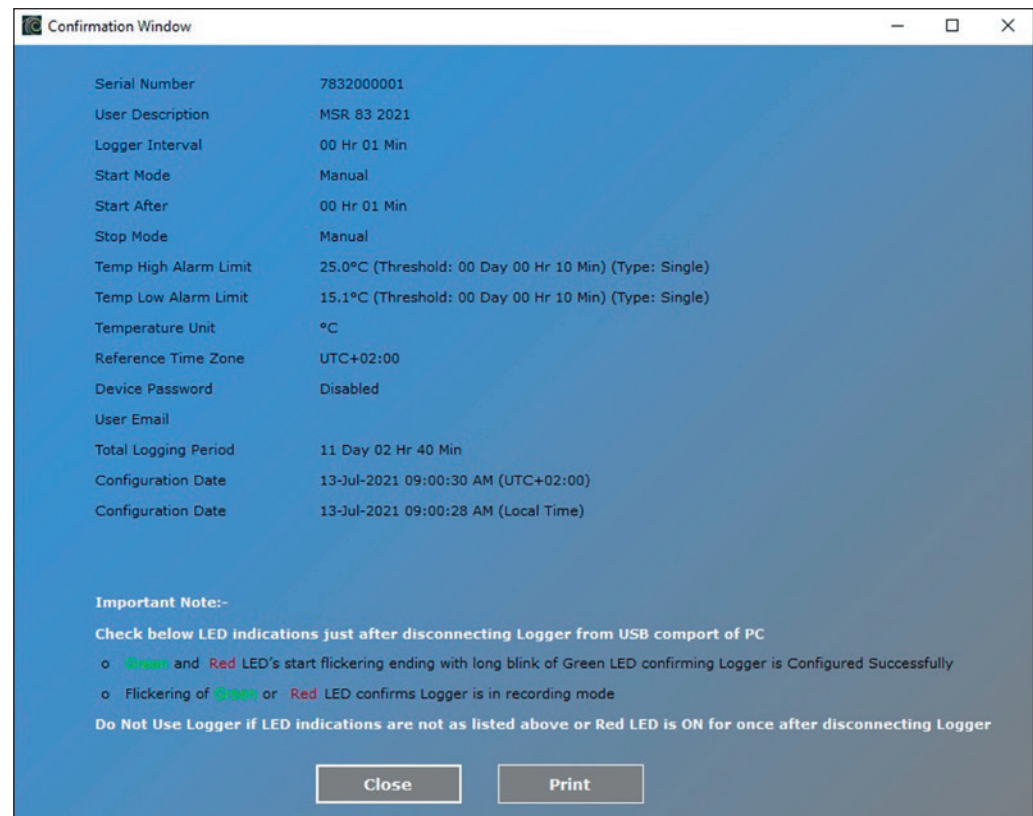 Confirmation Window
Serial Number 7832000001
User Description MSR 83 2021
Logger Interval 00 Hr 01 Min
Start Mode Manual
Start After 00 Hr 01 Min
Stop Mode Manual
Temp High Alarm Limit 25.0°C (Threshold: 00 Day 00 Hr 10 Min) (Type: Single)
Temp Low Alarm Limit 15.1°C (Threshold: 00 Day 00 Hr 10 Min) (Type: Single)
Temperature Unit °C
Reference Time Zone UTC+02:00
Device Password Disabled
User Email
Total Logging Period 11 Day 02 Hr 40 Min
Configuration Date 13-Jul-2021 09:00:30 AM (UTC+02:00)
Configuration Date 13-Jul-2021 09:00:28 AM (Local Time)
Important Note:-
Check below LED indications just after disconnecting Logger from USB comport of PC
o Green and Red LED's start flickering ending with long blink of Green LED confirming Logger is Configured Successfully
o Flickering of Green or Red LED confirms Logger is in recording mode
Do Not Use Logger if LED indications are not as listed above or Red LED is ON for once after disconnecting Logger
Close Print